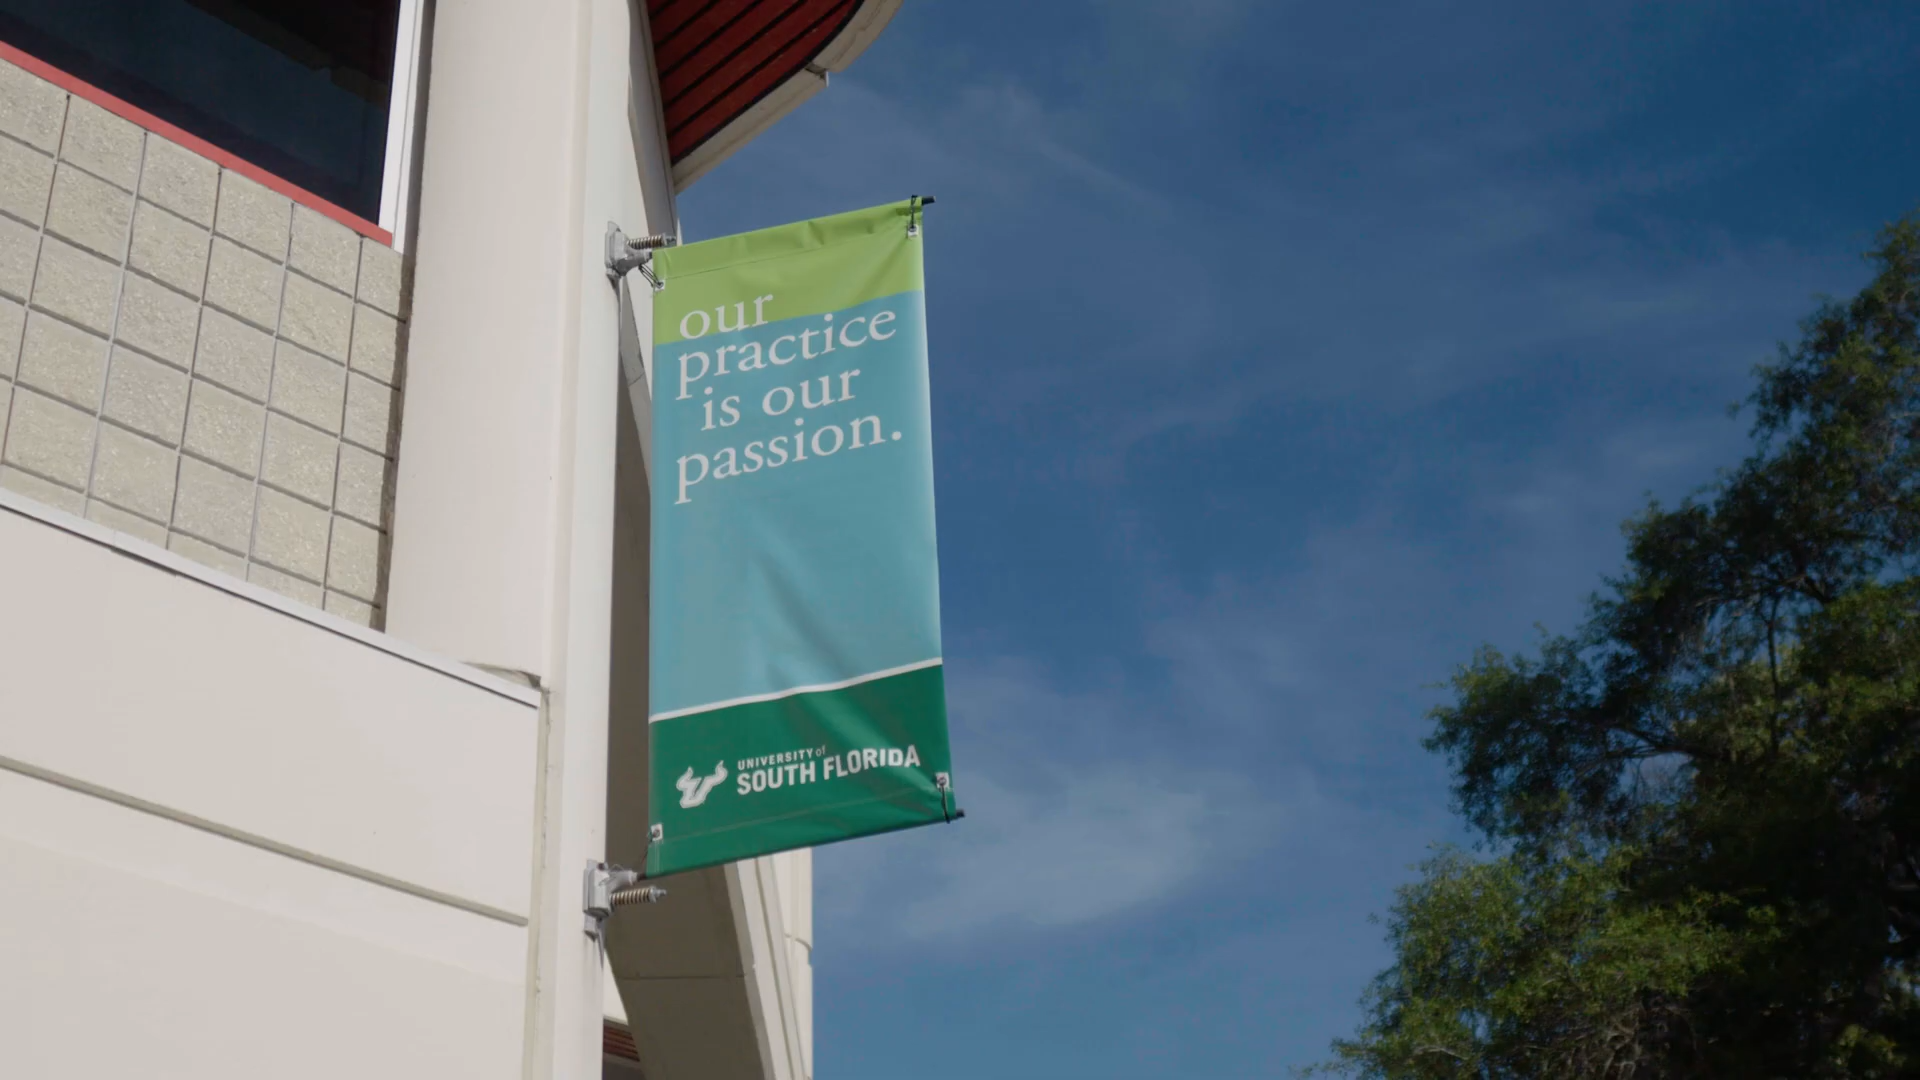 our
practice
is our
passion.
UNIVERSITY of
SOUTH FLORIDA